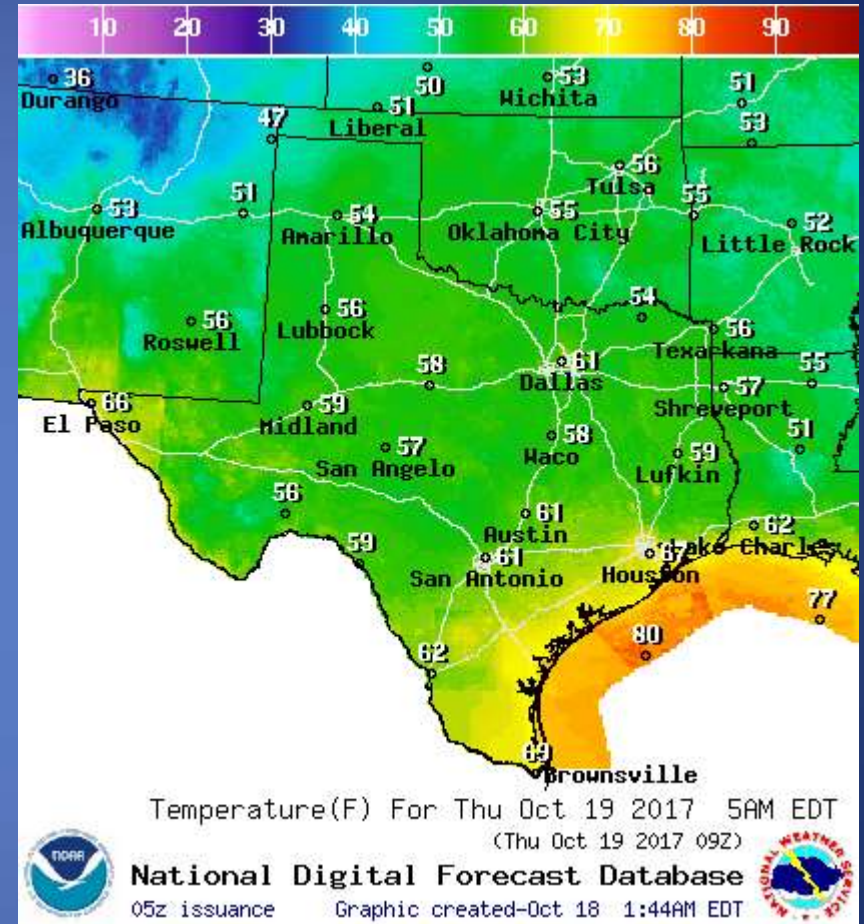 10 20 30 40 50 60 70 80 90
36
Durango
50
53
Wichita
51
51
Liberal
47
53
56
Tulsa
53
Albuquerque
51
54
Amarillo
55
Oklahoma City
55
52
Little Rock
56
Roswell
56
Lubbock
54
56
Texarkana
61
Dallas
58
57
Shreveport
55
66
El Paso
59
Midland
57
San Angelo
58
Waco
59
Lufkin
51
56
61
Austin
62
Lake Charles
59
61
San Antonio
67
Houston
77
80
62
69
Brownsville
Temperature(F) For Thu Oct 19 2017 5AM EDT
(Thu Oct 19 2017 09Z)
NOAA
National Digital Forecast Database
NATIONAL WEATHER SERVICE
05z issuance Graphic created-Oct 18 1:44AM EDT